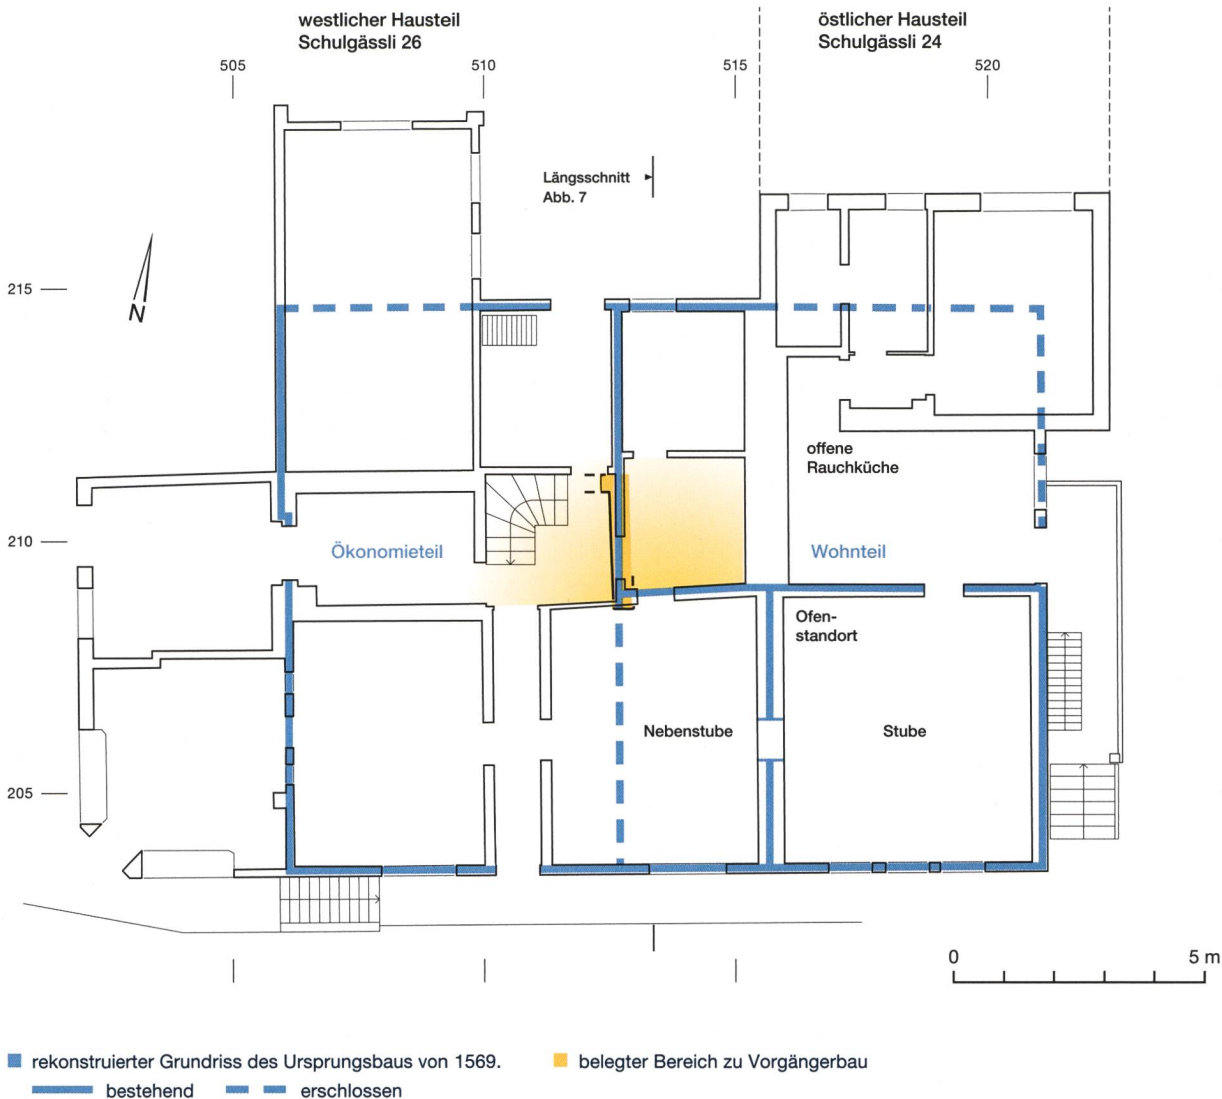 westlicher Hausteil
Schulgässli 26
östlicher Hausteil
Schulgässli 24
505
510
515
520
Längsschnitt
Abb. 7
N
215
offene
Rauchküche
210
Ökonomieteil
Wohnteil
Ofen-
standort
Nebenstube
Stube
205
0
5 m
rekonstruierter Grundriss des Ursprungsbaus von 1569.
belegter Bereich zu Vorgängerbau
bestehend
erschlossen